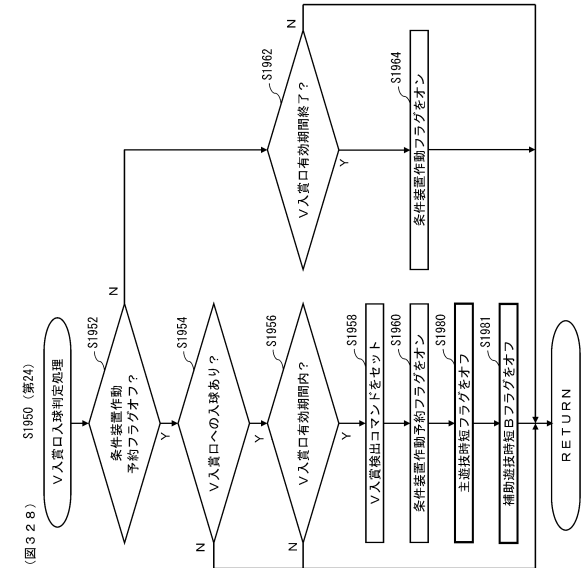 (図３２８)
S1950 (第24)
Ｖ入賞口入球判定処理
S1952
条件装置作動
予約フラグオフ？
N
Y
S1954
Ｖ入賞口への入球あり？
N
Y
S1956
Ｖ入賞口有効期間内？
N
Y
S1958
Ｖ入賞検出コマンドをセット
S1960
条件装置作動予約フラグをオン
S1980
主遊技時短フラグをオフ
S1981
補助遊技時短Ｂフラグをオフ
ＲＥＴＵＲＮ
S1962
Ｖ入賞口有効期間終了？
N
Y
S1964
条件装置作動フラグをオン